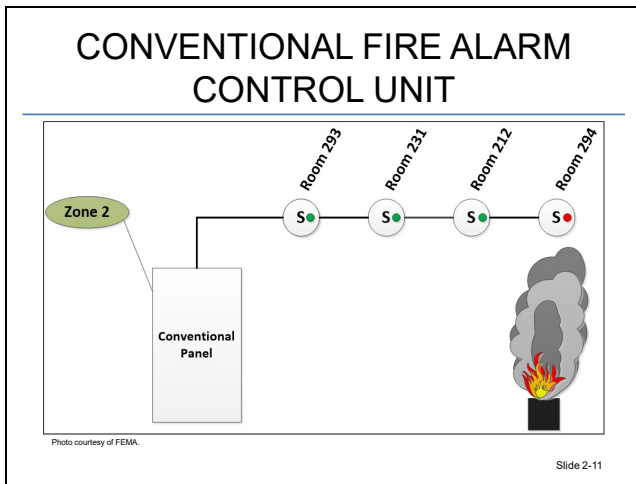 CONVENTIONAL FIRE ALARM
CONTROL UNIT
Zone 2
Room 293
Room 231
Room 212
Room 294
S
S
S
S
Conventional
Panel
Photo courtesy of FEMA.
Slide 2-11